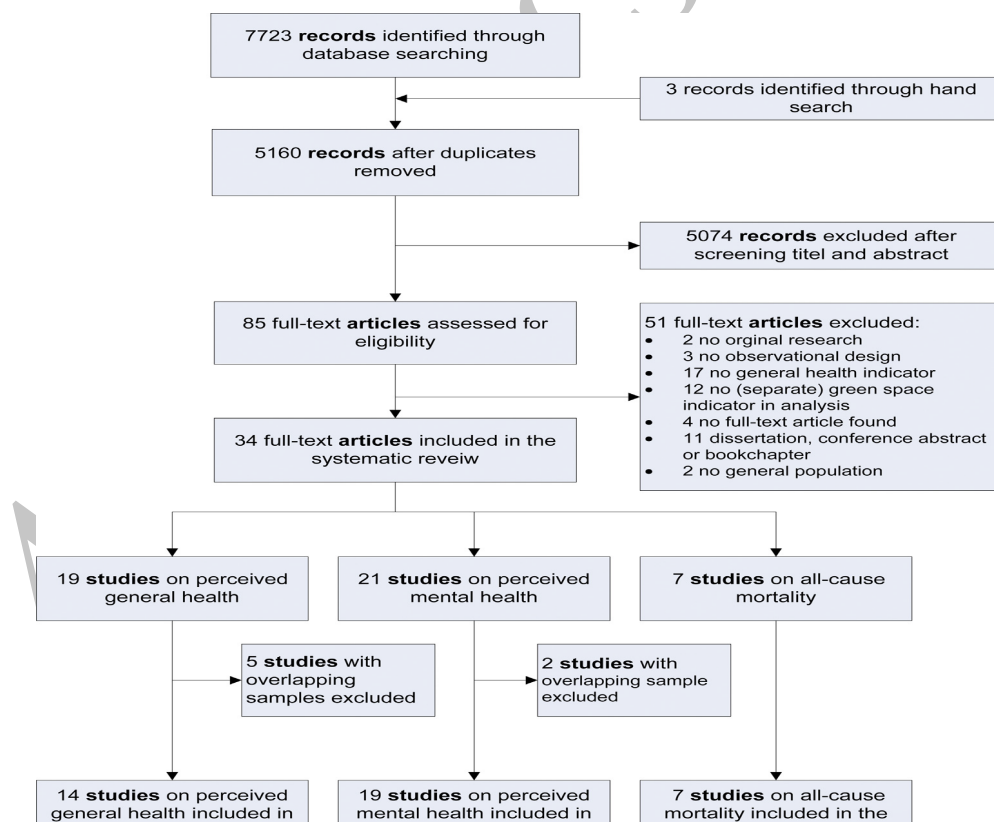 7723 records identified through
database searching
3 records identified through hand
search
5160 records after duplicates
removed
5074 records excluded after
screening titel and abstract
85 full-text articles assessed for
eligibility
51 full-text articles excluded:
• 2 no orginal research
• 3 no observational design
• 17 no general health indicator
• 12 no (separate) green space
indicator in analysis
• 4 no full-text article found
• 11 dissertation, conference abstract
or bookchapter
• 2 no general population
34 full-text articles included in the
systematic reveiw
19 studies on perceived
general health
21 studies on perceived
mental health
7 studies on all-cause
mortality
5 studies with
overlapping
samples excluded
2 studies with
overlapping sample
excluded
14 studies on perceived
general health included in
19 studies on perceived
mental health included in
7 studies on all-cause
mortality included in the